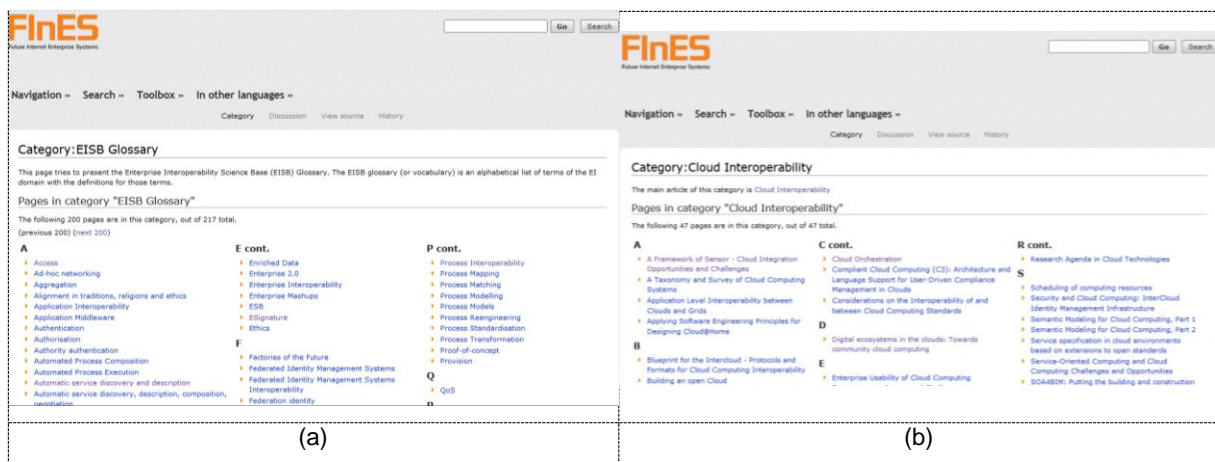 FInES
Future Internet Enterprise Systems
Go Search
Navigation Search Toolbox In other languages
Category Discussion View source History
Category:EISB Glossary
This page tries to present the Enterprise Interoperability Science Base (EISB) Glossary. The EISB glossary (or vocabulary) is an alphabetical list of terms of the EI
domain with the definitions for those terms.
Pages in category "EISB Glossary"
The following 200 pages are in this category, out of 217 total.
(previous 200) (next 200)
A
Access
Ad-hoc networking
Aggregation
Alignment in traditions, religions and ethics
Application Interoperability
Application Middleware
Authentication
Authorisation
Authority authentication
Automated Process Composition
Automated Process Execution
Automatic service discovery and description
Automatic service discovery, description, composition,
negotiation
E cont.
Enriched Data
Enterprise 2.0
Enterprise Interoperability
Enterprise Mashups
ESB
ESignature
Ethics
F
Factories of the Future
Federated Identity Management Systems
Federated Identity Management Systems
Interoperability
Federation identity
P cont.
Process Interoperability
Process Mapping
Process Matching
Process Modelling
Process Models
Process Reengineering
Process Standardisation
Process Transformation
Proof-of-concept
Provision
Q
QoS
(a)
FInES
Future Internet Enterprise Systems
Go Search
Navigation Search Toolbox In other languages
Category Discussion View source History
Category:Cloud Interoperability
The main article of this category is Cloud Interoperability
Pages in category "Cloud Interoperability"
The following 47 pages are in this category, out of 47 total.
A
A Framework of Sensor - Cloud Integration
Opportunities and Challenges
A Taxonomy and Survey of Cloud Computing
Systems
Application Level Interoperability between
Clouds and Grids
Applying Software Engineering Principles for
Designing Cloud@Home
B
Blueprint for the Intercloud - Protocols and
Formats for Cloud Computing Interoperability
Building an open Cloud
C cont.
Cloud Orchestration
Compliant Cloud Computing (C3): Architecture and
Language Support for User-Driven Compliance
Management in Clouds
Considerations on the Interoperability of and
between Cloud Computing Standards
D
Digital ecosystems in the clouds: Towards
community cloud computing
E
Enterprise Usability of Cloud Computing
R cont.
Research Agenda in Cloud Technologies
S
Scheduling of computing resources
Security and Cloud Computing: InterCloud
Identity Management Infrastructure
Semantic Modeling for Cloud Computing, Part 1
Semantic Modeling for Cloud Computing, Part 2
Service specification in cloud environments
based on extensions to open standards
Service-Oriented Computing and Cloud
Computing Challenges and Opportunities
SOA4BIM: Putting the building and construction
(b)